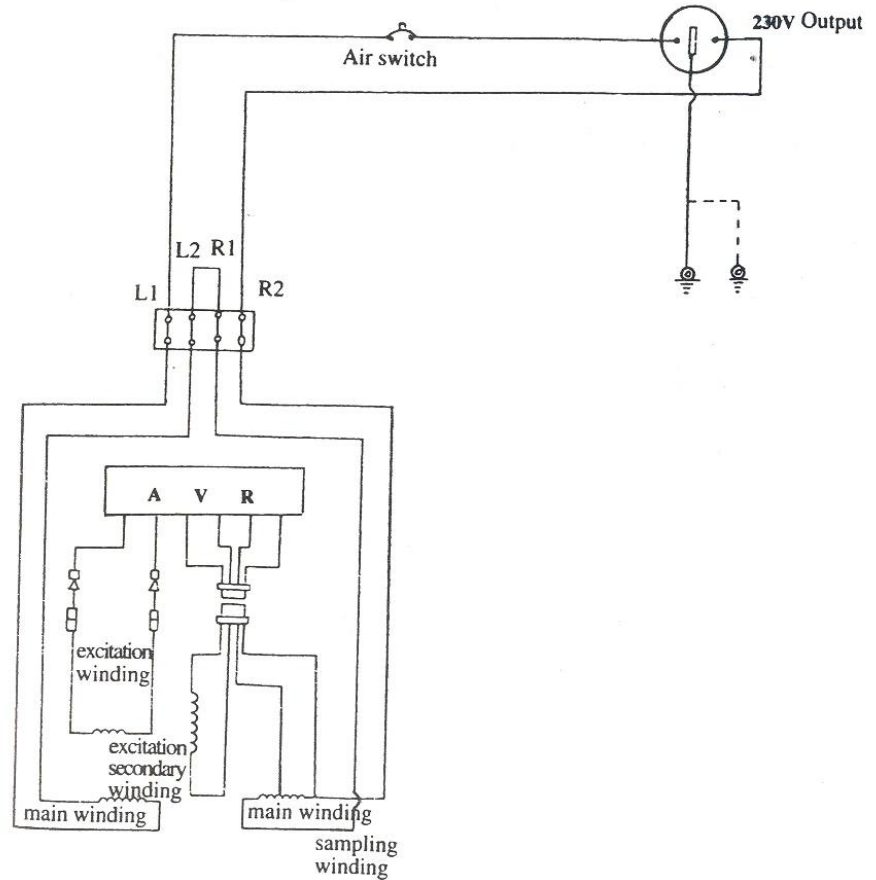 230V Output
Air switch
L2 R1
L1
R2
A V R
excitation
winding
excitation
secondary
winding
main winding
main winding
sampling
winding